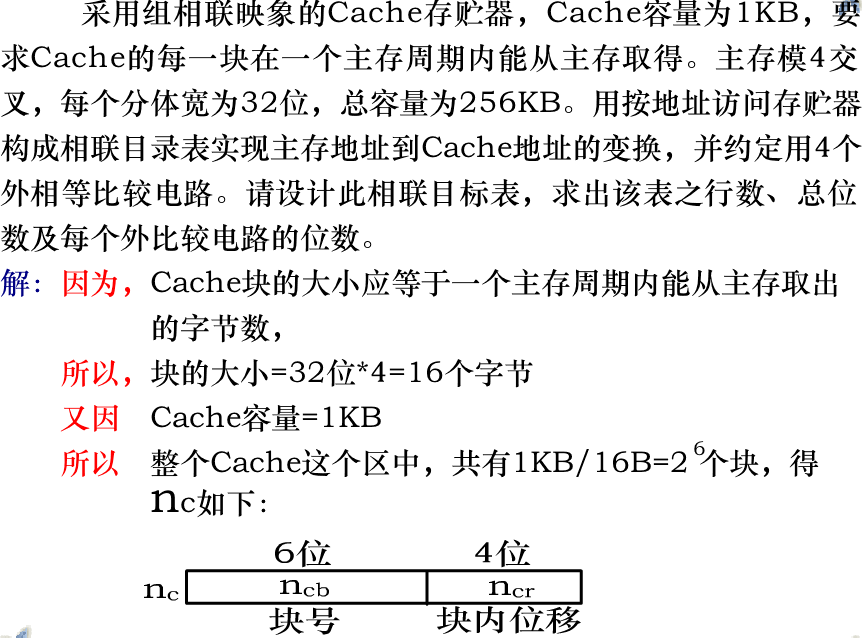 采用组相联映象的Cache存贮器，Cache容量为1KB，要
求Cache的每一块在一个主存周期内能从主存取得。主存模4交
叉，每个分体宽为32位，总容量为256KB。用按地址访问存贮器
构成相联目录表实现主存地址到Cache地址的变换，并约定用4个
外相等比较电路。请设计此相联目标表，求出该表之行数、总位
数及每个外比较电路的位数。
解：因为，Cache块的大小应等于一个主存周期内能从主存取出
的字节数，
所以，块的大小=32位*4=16个字节
又因 Cache容量=1KB
所以 整个Cache这个区中，共有1KB/16B=2⁶个块，得
nc如下：
6位 4位
nc ncb ncr
块号 块内位移